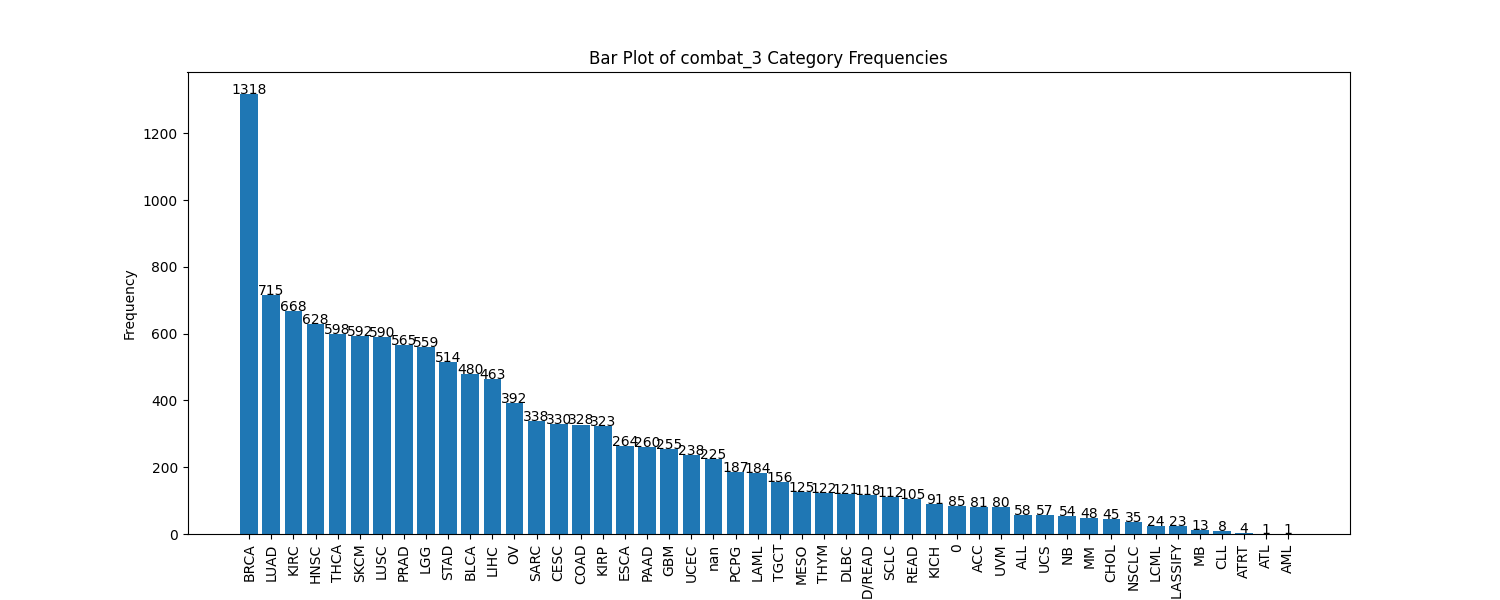 Bar Plot of combat_3 Category Frequencies
Frequency
1200
1000
800
600
400
200
0
1318
715
668
628
598
592
590
565
559
514
480
463
392
338
330
328
323
264
260
255
238
225
187
184
156
125
122
121
118
112
105
91
85
81
80
58
57
54
48
45
35
24
23
13
8
4
1
1
BRCA
LUAD
KIRC
HNSC
THCA
SKCM
LUSC
PRAD
LGG
STAD
BLCA
LIHC
OV
SARC
CESC
COAD
KIRP
ESCA
PAAD
GBM
UCEC
nan
PCPG
LAML
TGCT
MESO
THYM
DLBC
D/READ
SCLC
READ
KICH
0
ACC
UVM
ALL
UCS
NB
MM
CHOL
NSCLC
LCML
LASSIFY
MB
CLL
ATRT
ATL
AML